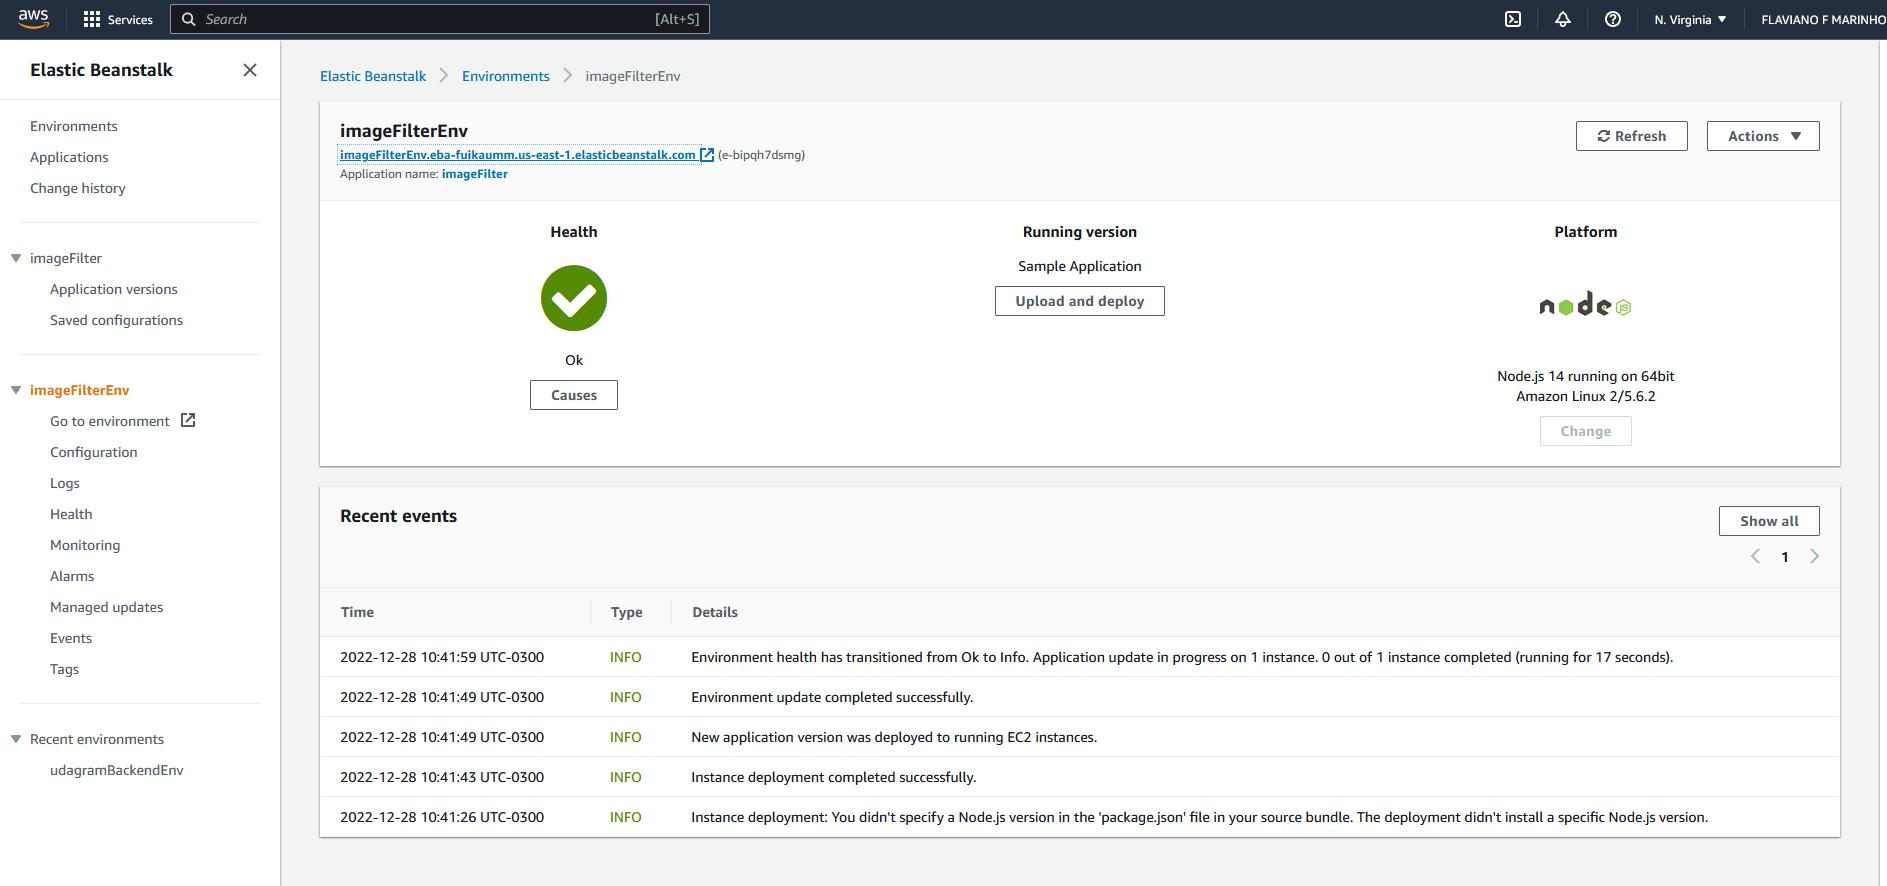 aws
Services
Search
[Alt+S]
N. Virginia
FLAVIANO F MARINHO
Elastic Beanstalk
Environments
Applications
Change history
imageFilter
Application versions
Saved configurations
imageFilterEnv
Go to environment
Configuration
Logs
Health
Monitoring
Alarms
Managed updates
Events
Tags
Recent environments
udagramBackendEnv
Elastic Beanstalk
Environments
imageFilterEnv
imageFilterEnv
imageFilterEnv.eba-fuikaumm.us-east-1.elasticbeanstalk.com (e-bipqh7dsmg)
Application name: imageFilter
Refresh
Actions
Health
Ok
Causes
Running version
Sample Application
Upload and deploy
Platform
node
JS
Node.js 14 running on 64bit
Amazon Linux 2/5.6.2
Change
Recent events
Show all
1
Time Type Details
2022-12-28 10:41:59 UTC-0300 INFO Environment health has transitioned from Ok to Info. Application update in progress on 1 instance. 0 out of 1 instance completed (running for 17 seconds).
2022-12-28 10:41:49 UTC-0300 INFO Environment update completed successfully.
2022-12-28 10:41:49 UTC-0300 INFO New application version was deployed to running EC2 instances.
2022-12-28 10:41:43 UTC-0300 INFO Instance deployment completed successfully.
2022-12-28 10:41:26 UTC-0300 INFO Instance deployment: You didn't specify a Node.js version in the 'package.json' file in your source bundle. The deployment didn't install a specific Node.js version.